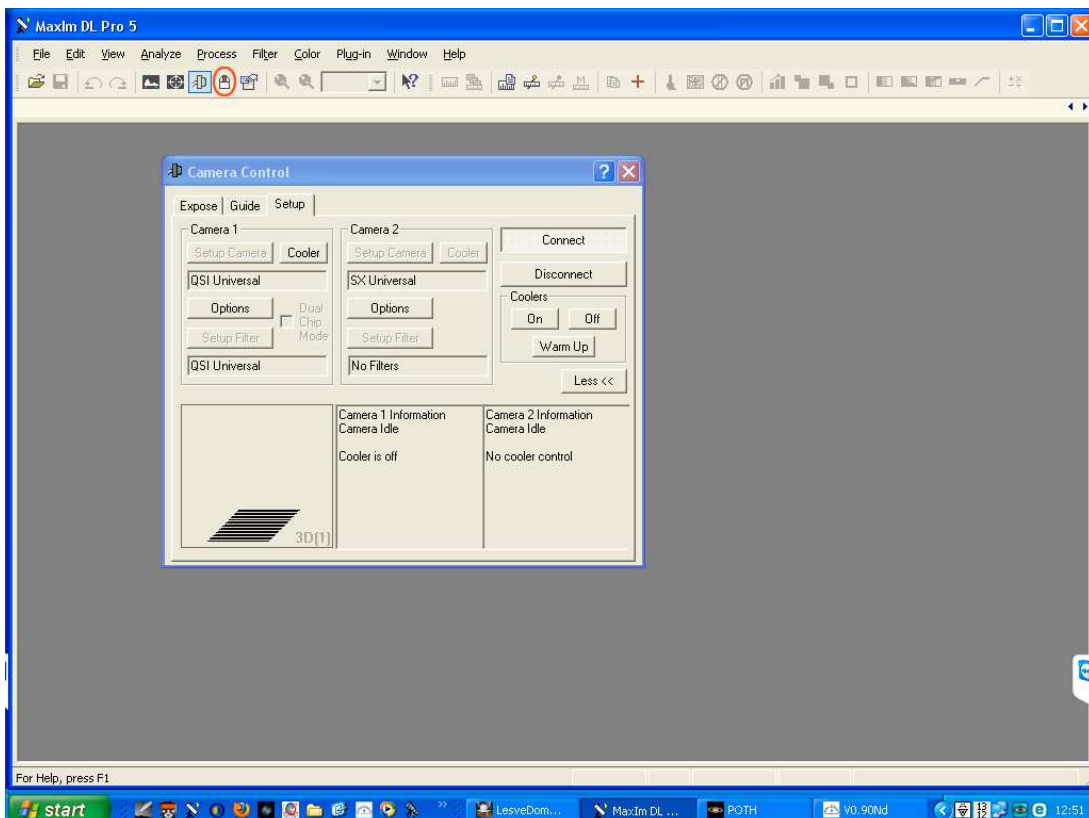 MaxIm DL Pro 5
File Edit View Analyze Process Filter Color Plug-in Window Help
Camera Control
Expose Guide Setup
Camera 1
Setup Camera Cooler
QSI Universal
Options Dual Chip Mode
Setup Filter
QSI Universal
Camera 2
Setup Camera Cooler
SX Universal
Options
Setup Filter
No Filters
Connect
Disconnect
Coolers
On Off
Warm Up
Less <<
3D[1]
Camera 1 Information
Camera Idle
Cooler is off
Camera 2 Information
Camera Idle
No cooler control
For Help, press F1
start LesveDom... MaxIm DL ... POTH V0.90Nd 12:51